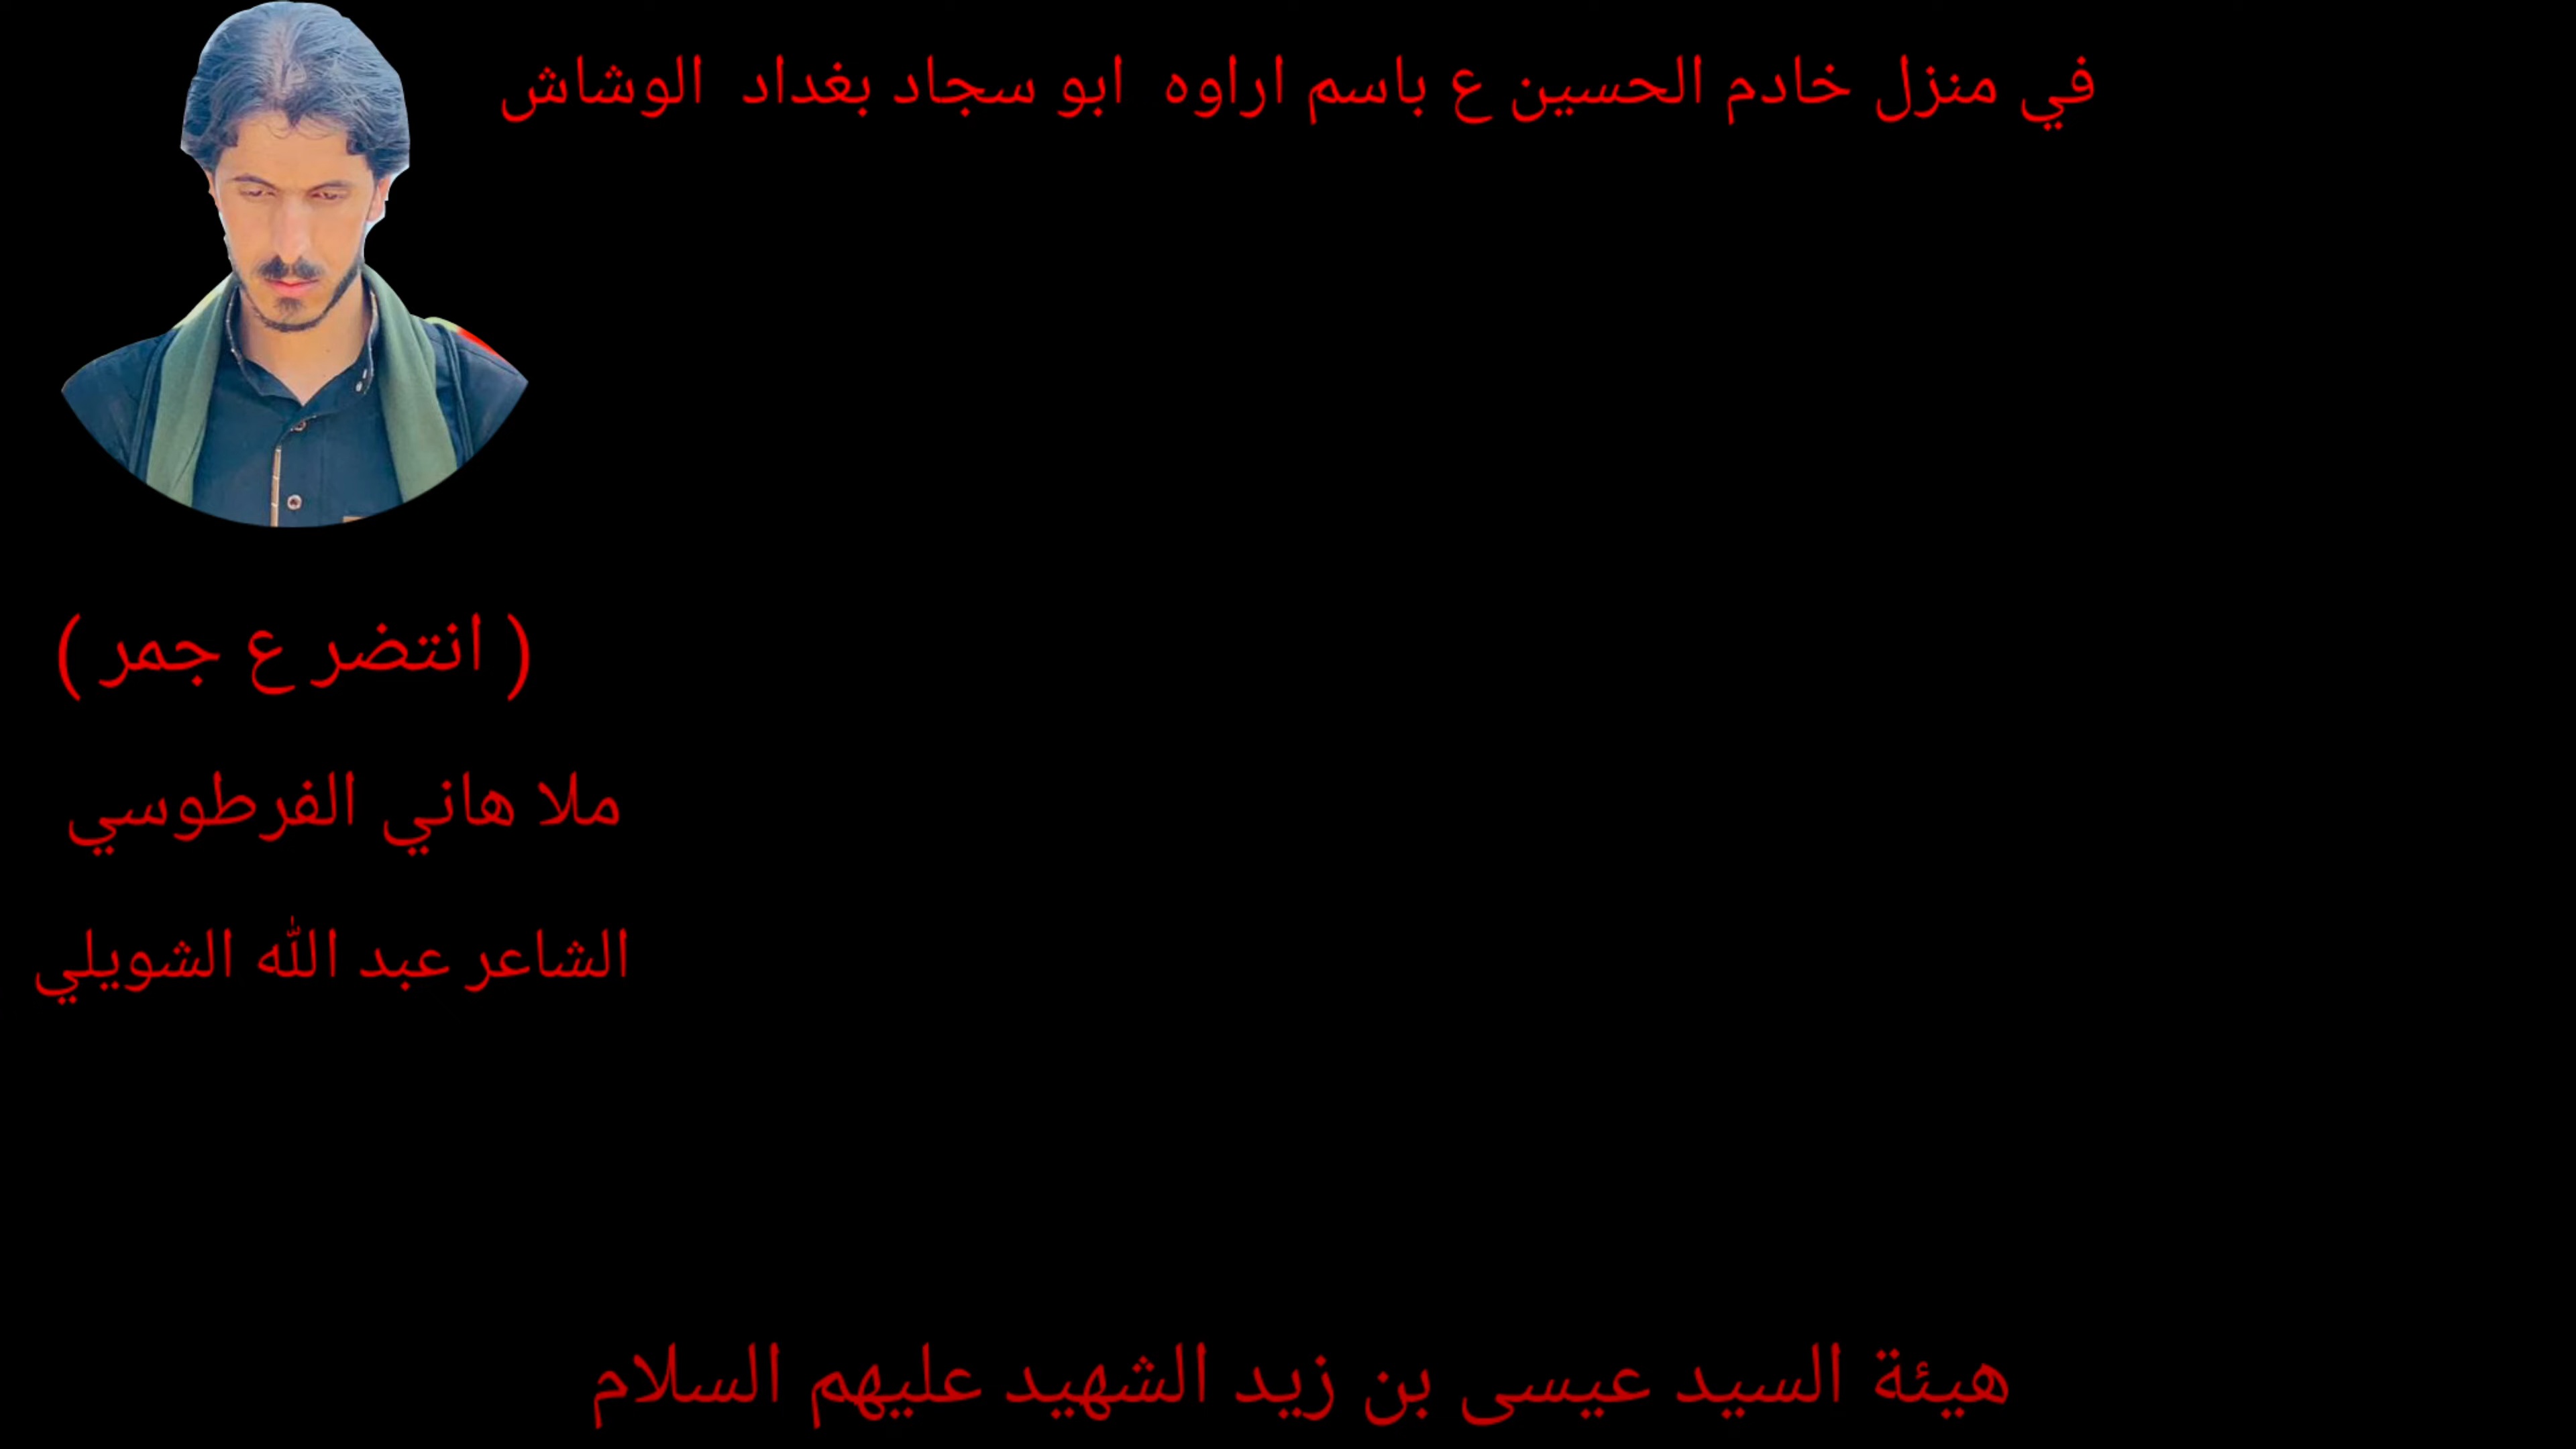 في منزل خادم الحسين ع باسم اراوه ابو سجاد بغداد الوشاش
( انتضر ع جمر )
ملا هاني الفرطوسي
الشاعر عبد الله الشويلي
هيئة السيد عيسى بن زيد الشهيد عليهم السلام